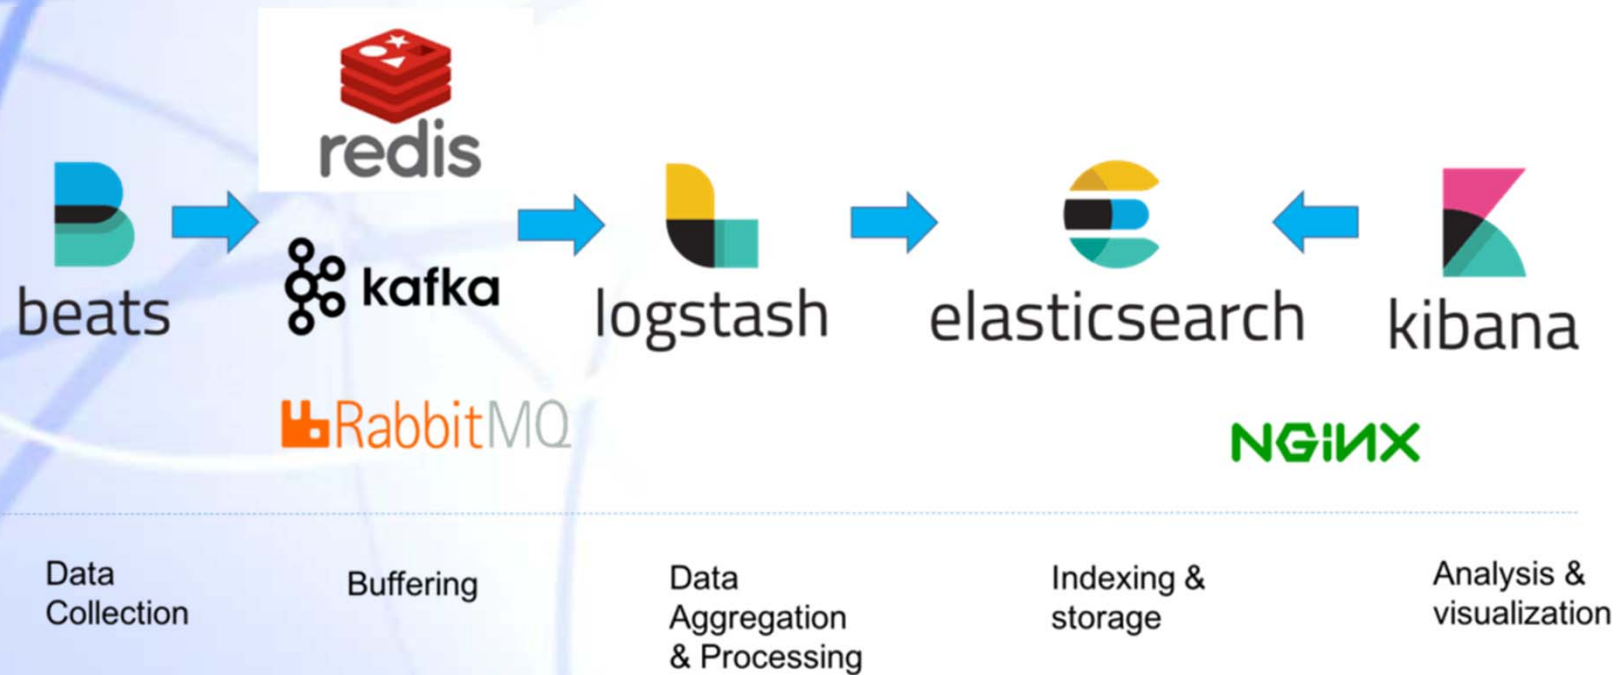 redis
beats
kafka
logstash
elasticsearch
kibana
RabbitMQ
NGiNX
Data
Collection
Buffering
Data
Aggregation
& Processing
Indexing &
storage
Analysis &
visualization